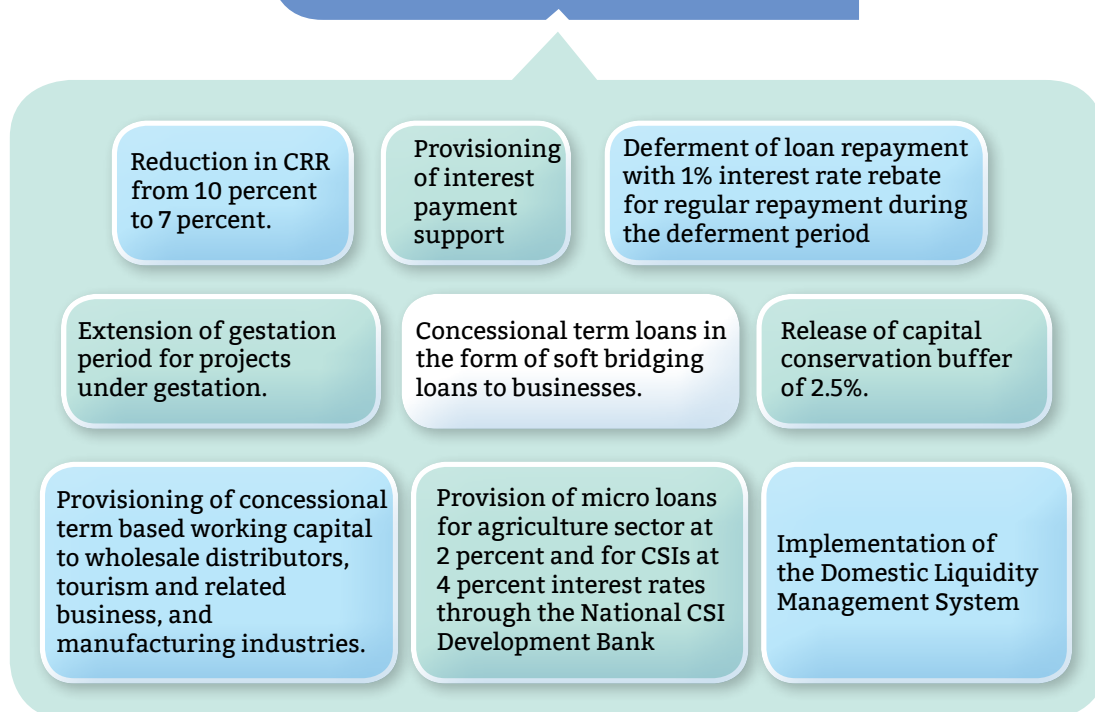 Reduction in CRR
from 10 percent
to 7 percent.
Provisioning
of interest
payment
support
Deferment of loan repayment
with 1% interest rate rebate
for regular repayment during
the deferment period
Extension of gestation
period for projects
under gestation.
Concessional term loans in
the form of soft bridging
loans to businesses.
Release of capital
conservation buffer
of 2.5%.
Provisioning of concessional
term based working capital
to wholesale distributors,
tourism and related
business, and
manufacturing industries.
Provision of micro loans
for agriculture sector at
2 percent and for CSIs at
4 percent interest rates
through the National CSI
Development Bank
Implementation of
the Domestic Liquidity
Management System